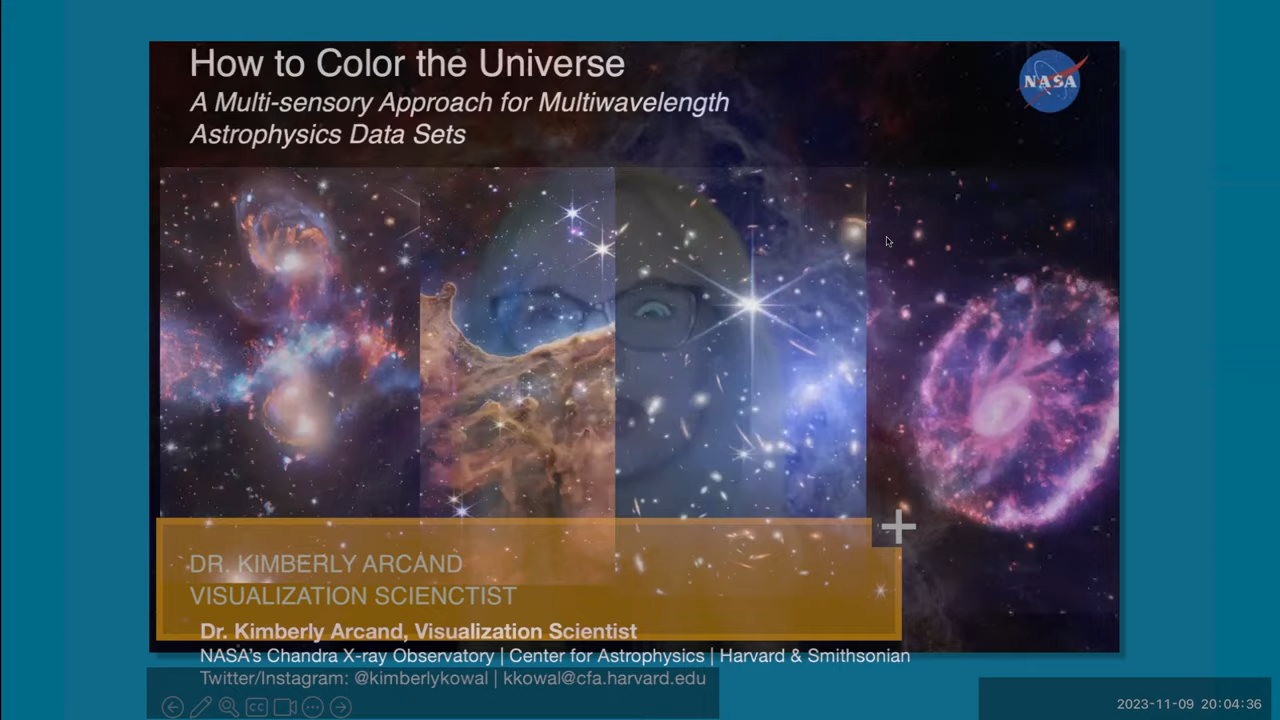 How to Color the Universe
A Multi-sensory Approach for Multiwavelength
Astrophysics Data Sets
NASA
DR. KIMBERLY ARCAND
VISUALIZATION SCIENCTIST
Dr. Kimberly Arcand, Visualization Scientist
NASA's Chandra X-ray Observatory | Center for Astrophysics | Harvard & Smithsonian
Twitter/Instagram: @kimberlykowal | kkowal@cfa.harvard.edu
CC
2023-11-09 20:04:36